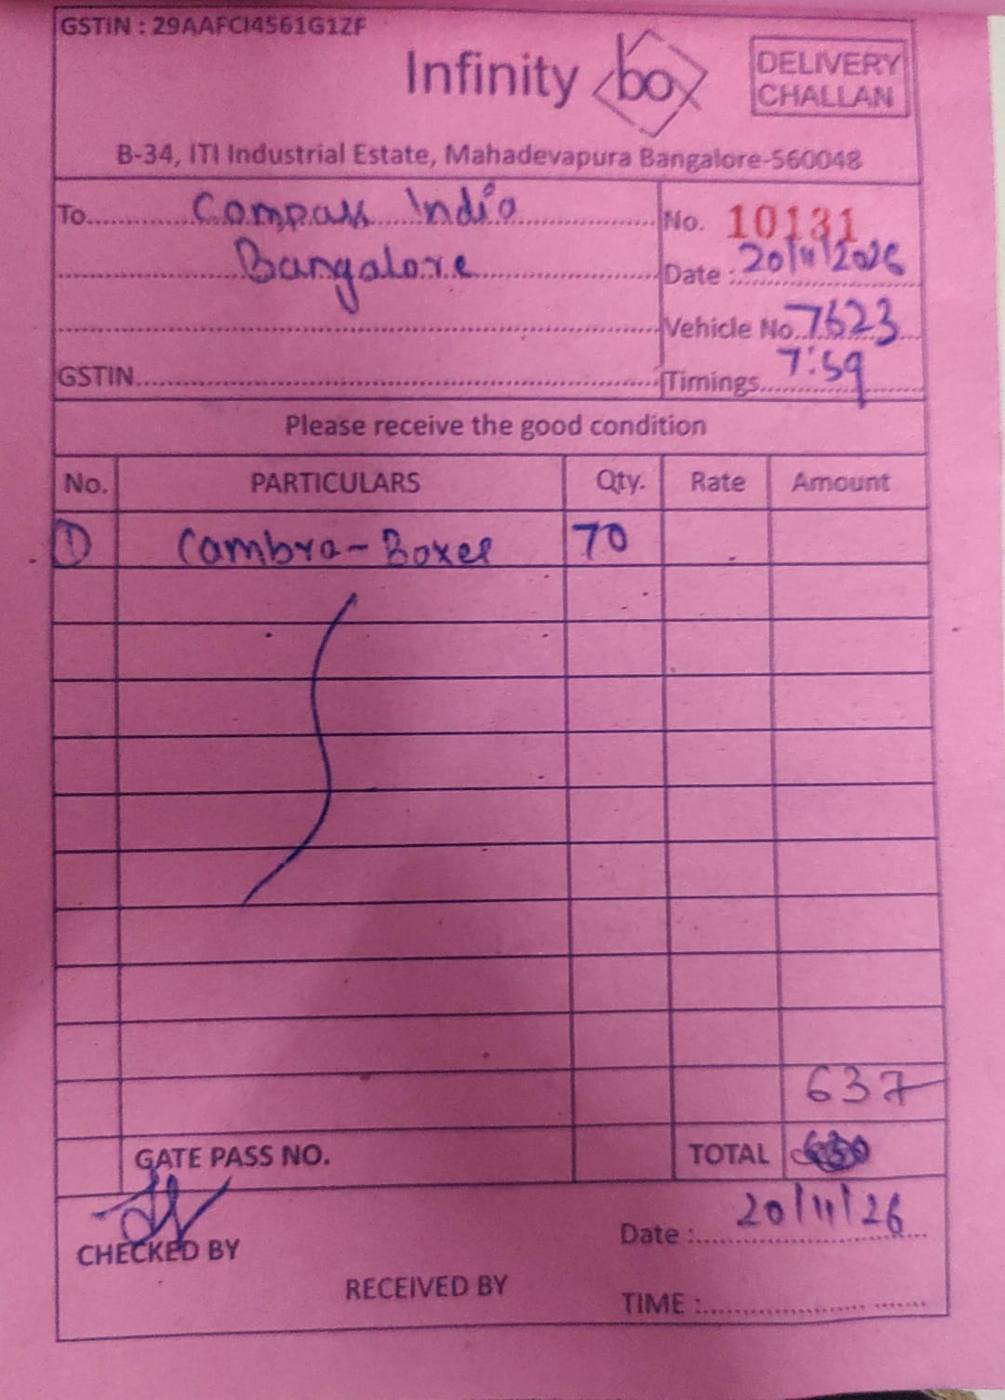 GSTIN : 29AAFCI4561G1ZF
Infinity box
DELIVERY
CHALLAN
B-34, ITI Industrial Estate, Mahadevapura Bangalore-560048
To Compass India
Bangalore
GSTIN
No. 10131
Date : 20/11/2026
Vehicle No. 7623
Timings 7:59
Please receive the good condition
No. PARTICULARS Qty. Rate Amount
1 Cambro-Boxes 70
637
GATE PASS NO. TOTAL
CHECKED BY
Date : 20/11/26
RECEIVED BY
TIME :